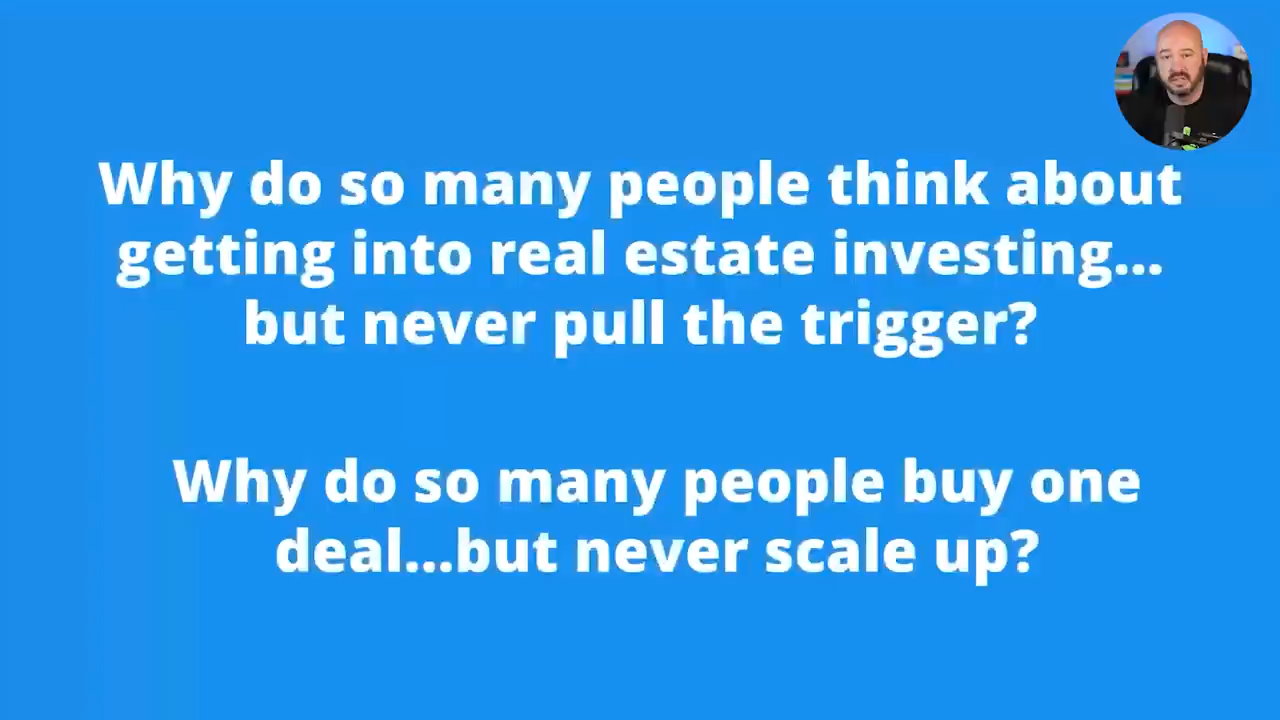 Why do so many people think about
getting into real estate investing...
but never pull the trigger?
Why do so many people buy one
deal...but never scale up?